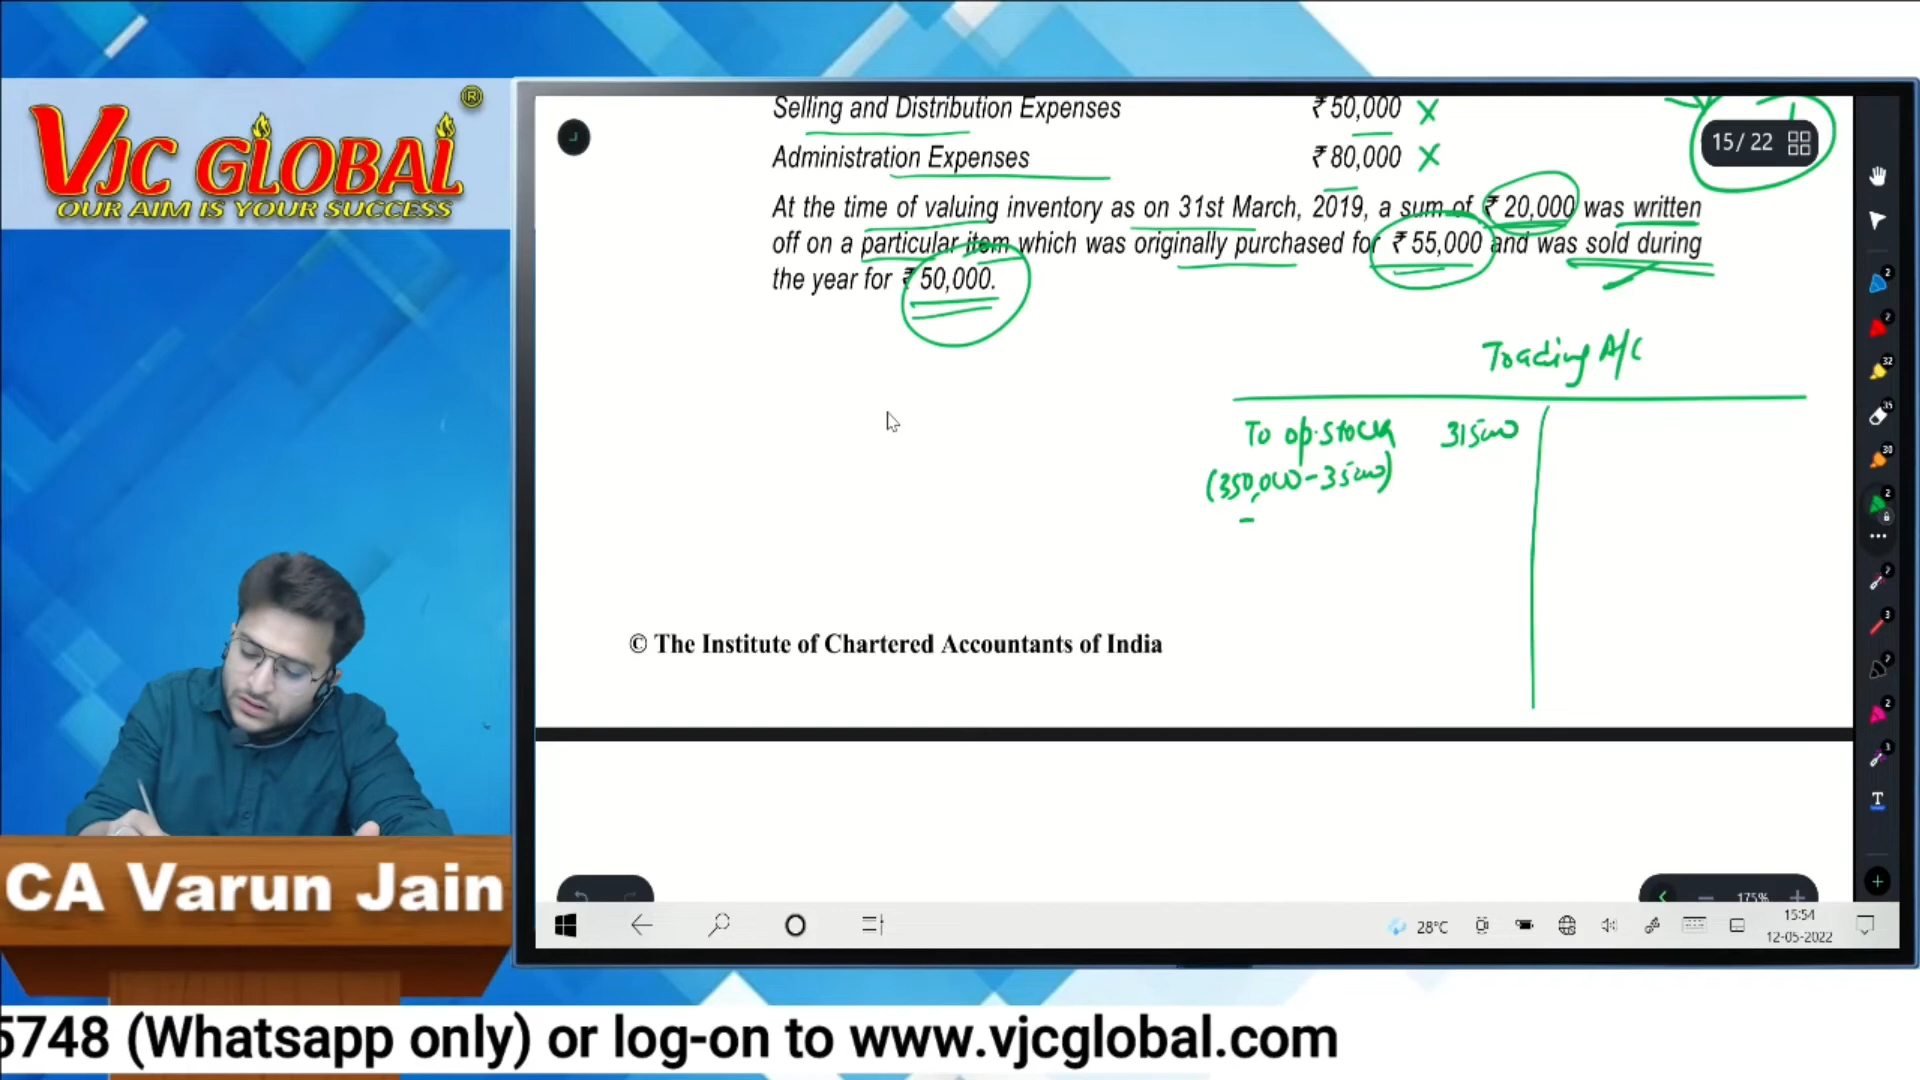 VJC GLOBAL ®
OUR AIM IS YOUR SUCCESS
Selling and Distribution Expenses ₹ 50,000 X
Administration Expenses ₹ 80,000 X
15/ 22
At the time of valuing inventory as on 31st March, 2019, a sum of ₹ 20,000 was written
off on a particular item which was originally purchased for ₹ 55,000 and was sold during
the year for ₹ 50,000.
Trading A/C
To op. stock 315000
(350,000-35000)
© The Institute of Chartered Accountants of India
175%
28°C
15:54
12-05-2022
CA Varun Jain
5748 (Whatsapp only) or log-on to www.vjcglobal.com